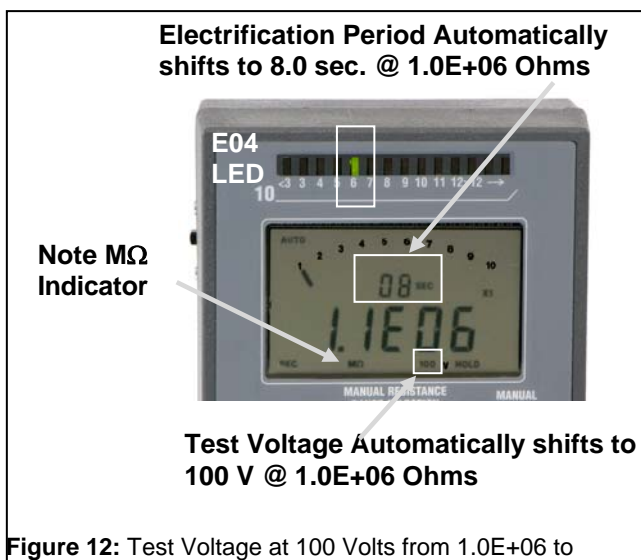 Electrification Period Automatically
shifts to 8.0 sec. @ 1.0E+06 Ohms
E04
LED
<3 3 4 5 6 7 8 9 10 11 12 >12 →
10
Note MΩ
Indicator
AUTO
1 2 3 4 5 6 7 8 9 10
08 SEC
1.1E06
MΩ 100 V HOLD
MANUAL RESISTANCE MANUAL
Test Voltage Automatically shifts to
100 V @ 1.0E+06 Ohms
Figure 12: Test Voltage at 100 Volts from 1.0E+06 to